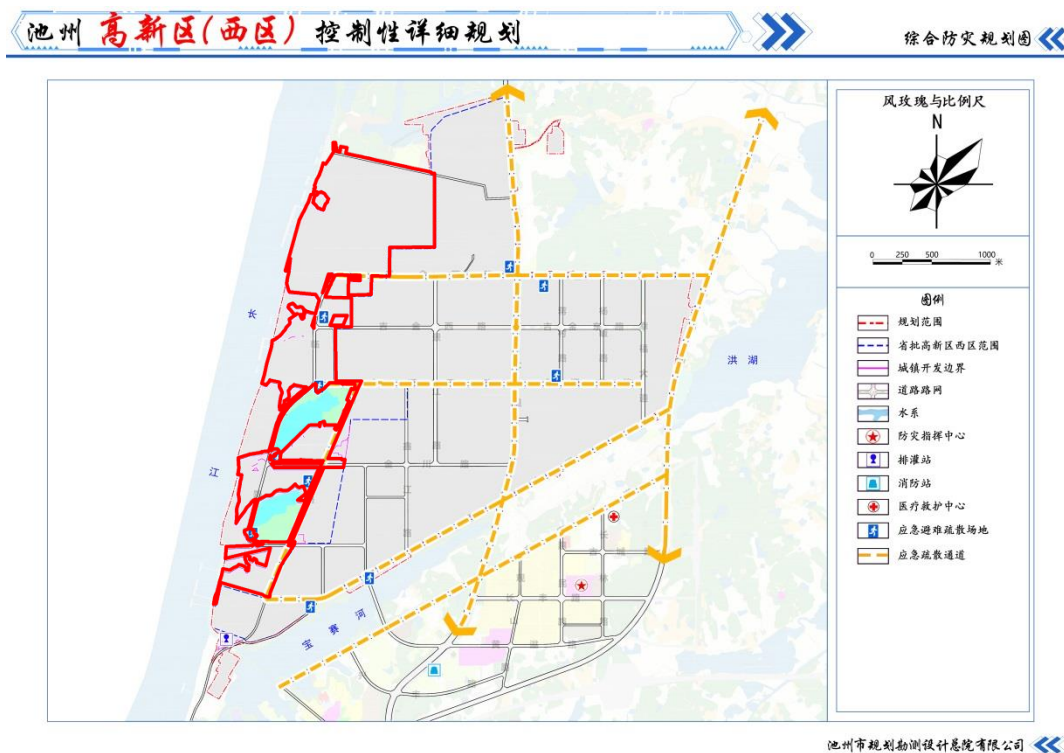 池州 高新区(西区) 控制性详细规划
综合防灾规划图
风玫瑰与比例尺
N
0 250 500 1000
米
图例
规划范围
省批高新区西区范围
城镇开发边界
道路路网
水系
防灾指挥中心
排灌站
消防站
医疗救护中心
应急避难疏散场地
应急疏散通道
长
江
洪湖
宝赛河
池州市规划勘测设计总院有限公司